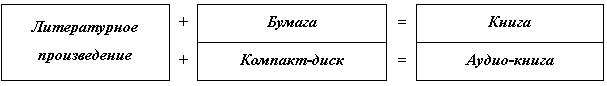 Литературное произведение + Бумага = Книга
+ Компакт-диск = Аудио-книга